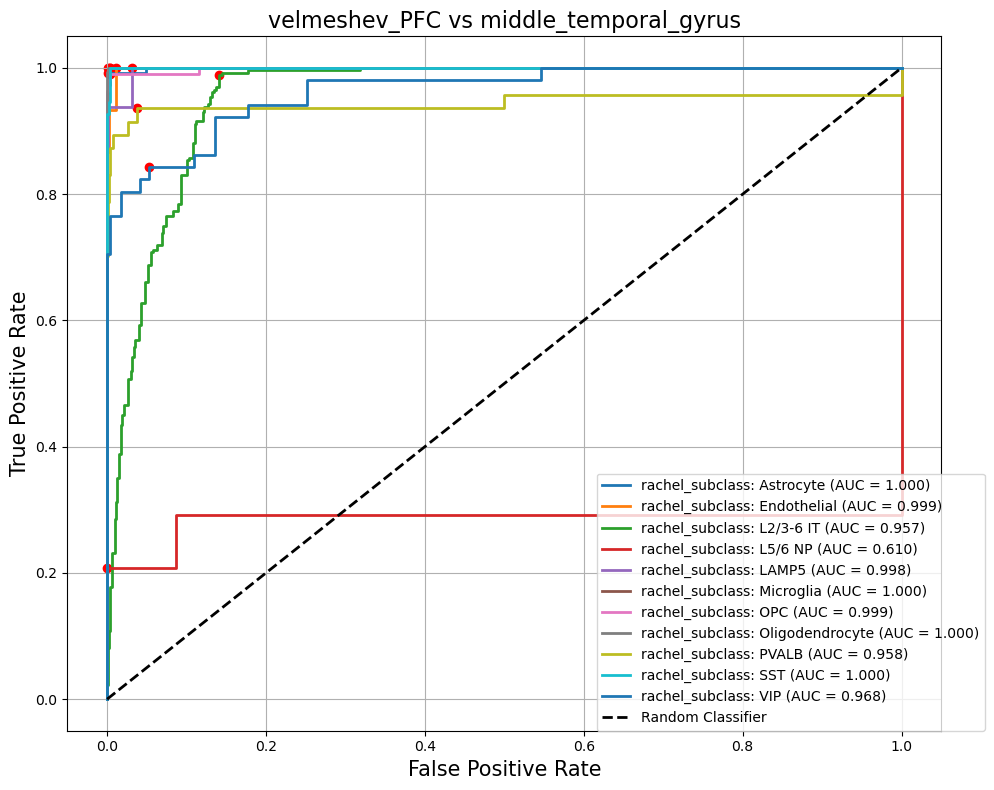 velmeshev_PFC vs middle_temporal_gyrus
True Positive Rate
1.0
0.8
0.6
0.4
0.2
0.0
rachel_subclass: Astrocyte (AUC = 1.000)
rachel_subclass: Endothelial (AUC = 0.999)
rachel_subclass: L2/3-6 IT (AUC = 0.957)
rachel_subclass: L5/6 NP (AUC = 0.610)
rachel_subclass: LAMP5 (AUC = 0.998)
rachel_subclass: Microglia (AUC = 1.000)
rachel_subclass: OPC (AUC = 0.999)
rachel_subclass: Oligodendrocyte (AUC = 1.000)
rachel_subclass: PVALB (AUC = 0.958)
rachel_subclass: SST (AUC = 1.000)
rachel_subclass: VIP (AUC = 0.968)
Random Classifier
0.0 0.2 0.4 0.6 0.8 1.0
False Positive Rate